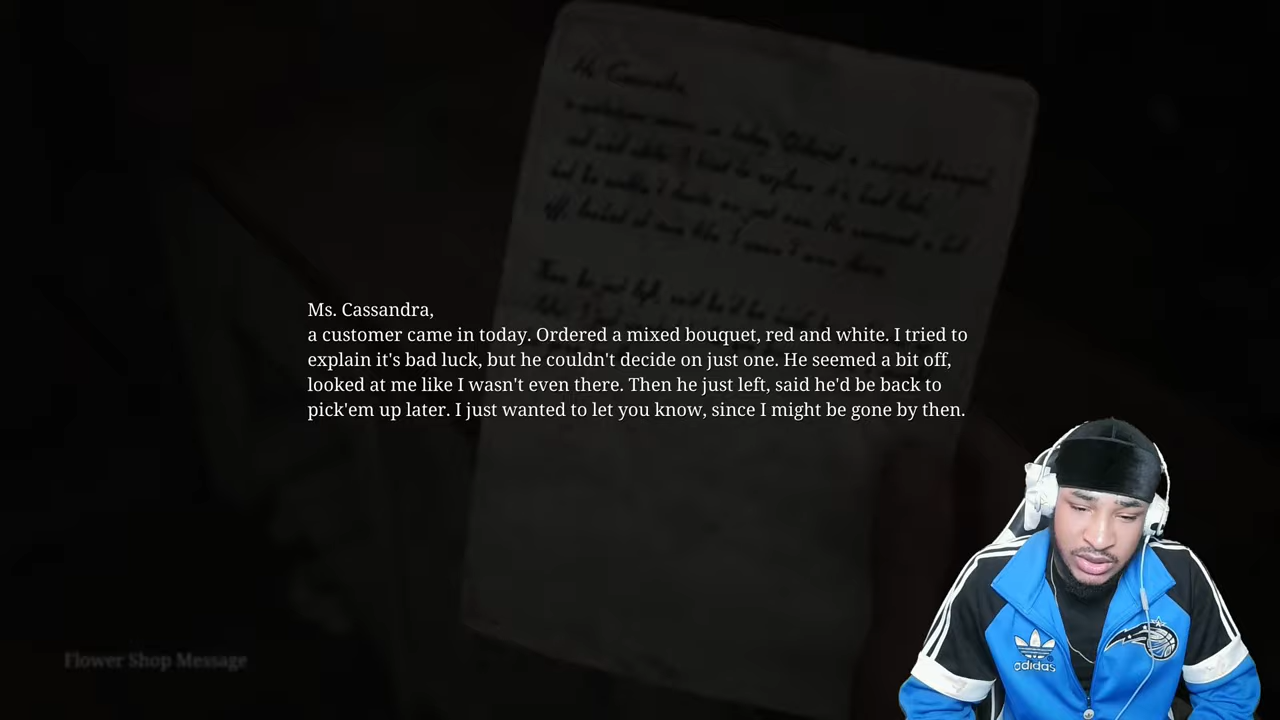 Ms. Cassandra,
a customer came in today. Ordered a mixed bouquet, red and white. I tried to
explain it's bad luck, but he couldn't decide on just one. He seemed a bit off,
looked at me like I wasn't even there. Then he just left, said he'd be back to
pick'em up later. I just wanted to let you know, since I might be gone by then.
Flower Shop Message
adidas